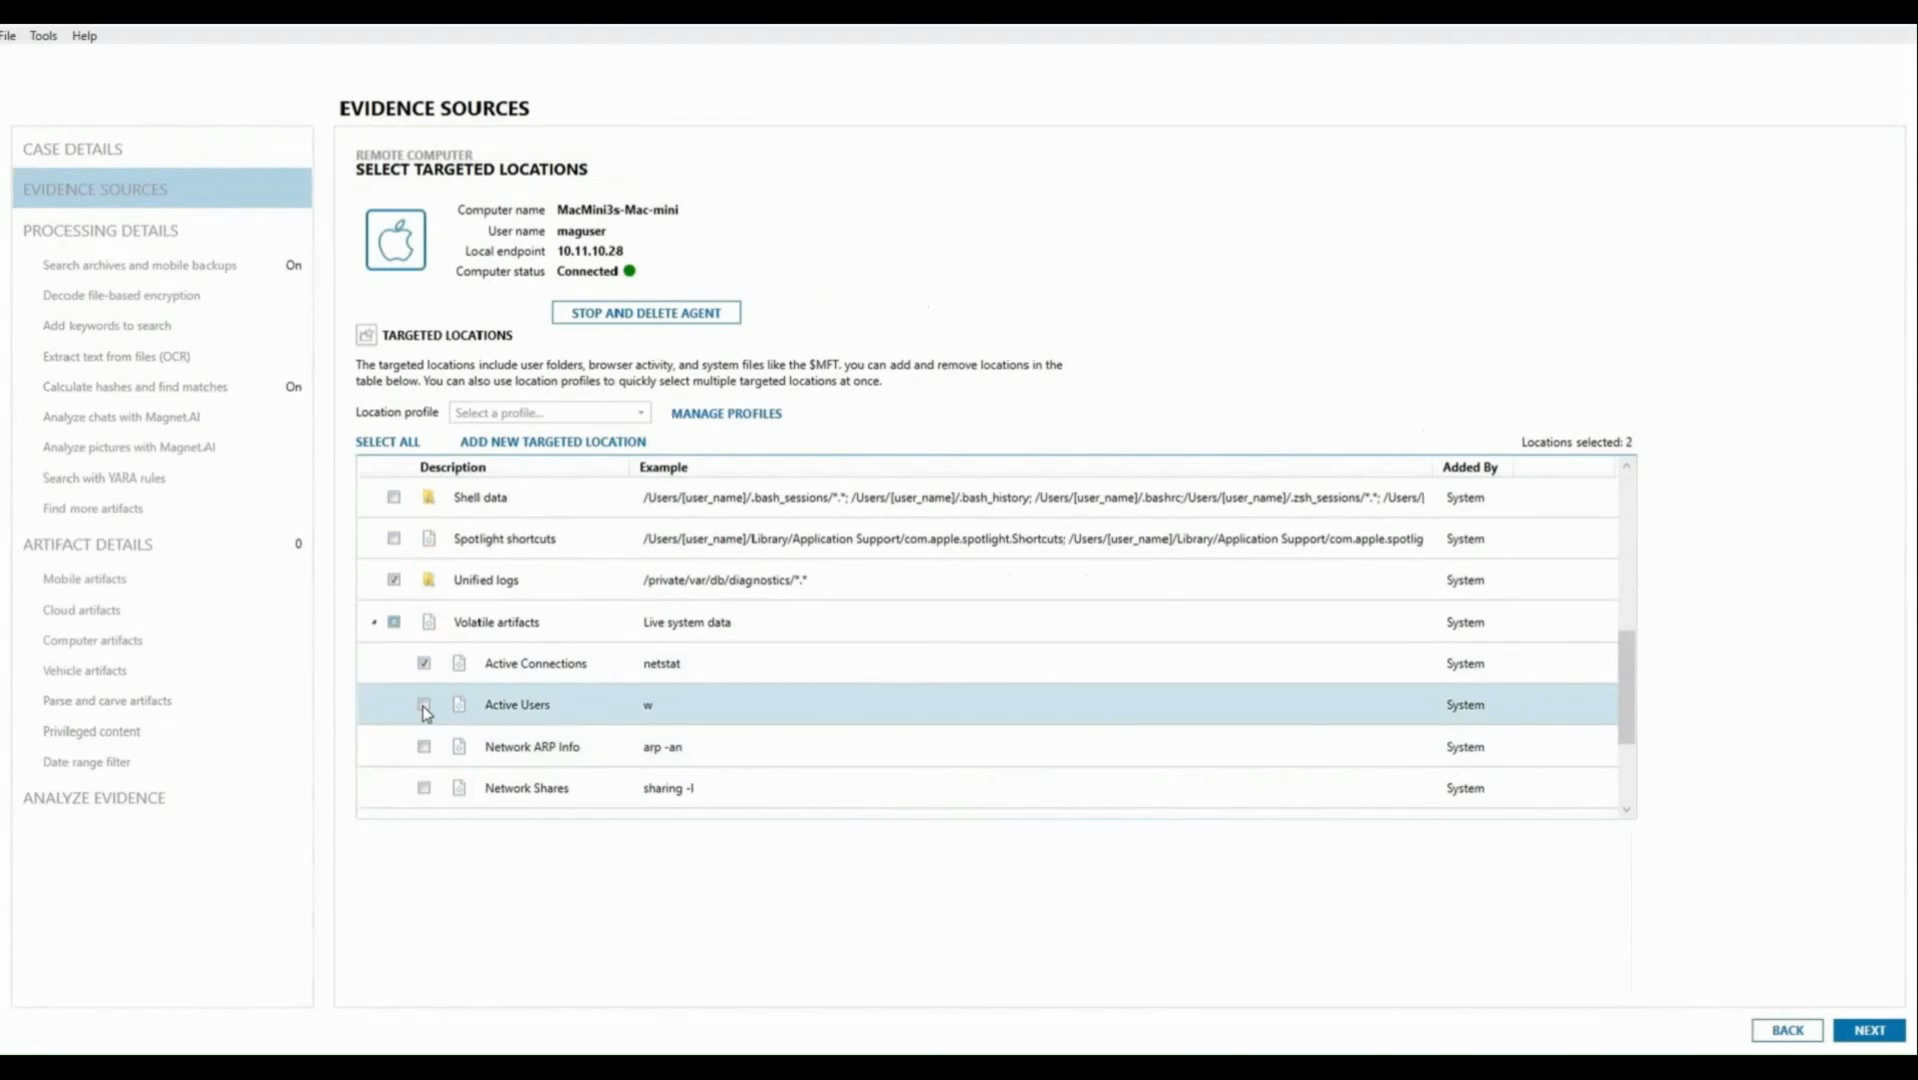 File Tools Help
EVIDENCE SOURCES
CASE DETAILS
EVIDENCE SOURCES
PROCESSING DETAILS
Search archives and mobile backups On
Decode file-based encryption
Add keywords to search
Extract text from files (OCR)
Calculate hashes and find matches On
Analyze chats with Magnet.AI
Analyze pictures with Magnet.AI
Search with YARA rules
Find more artifacts
ARTIFACT DETAILS 0
Mobile artifacts
Cloud artifacts
Computer artifacts
Vehicle artifacts
Parse and carve artifacts
Privileged content
Date range filter
ANALYZE EVIDENCE
REMOTE COMPUTER
SELECT TARGETED LOCATIONS
Computer name MacMini3s-Mac-mini
User name maguser
Local endpoint 10.11.10.28
Computer status Connected
STOP AND DELETE AGENT
TARGETED LOCATIONS
The targeted locations include user folders, browser activity, and system files like the $MFT. you can add and remove locations in the
table below. You can also use location profiles to quickly select multiple targeted locations at once.
Location profile Select a profile... MANAGE PROFILES
SELECT ALL ADD NEW TARGETED LOCATION Locations selected: 2
Description Example Added By
Shell data /Users/[user_name]/.bash_sessions/*.*; /Users/[user_name]/.bash_history; /Users/[user_name]/.bashrc;/Users/[user_name]/.zsh_sessions/*.*; /Users/[ System
Spotlight shortcuts /Users/[user_name]/Library/Application Support/com.apple.spotlight.Shortcuts; /Users/[user_name]/Library/Application Support/com.apple.spotlig System
Unified logs /private/var/db/diagnostics/*.* System
Volatile artifacts Live system data System
Active Connections netstat System
Active Users w System
Network ARP Info arp -an System
Network Shares sharing -l System
BACK NEXT